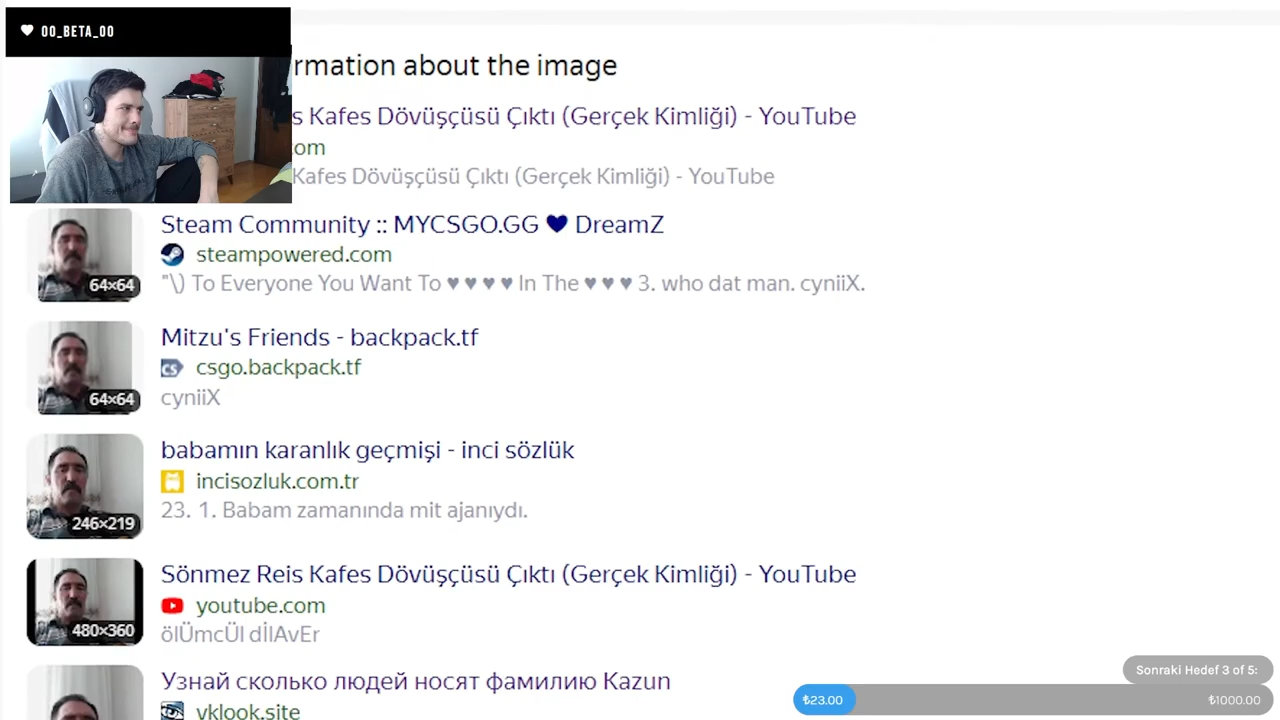 ♥ 00_BETA_00
rmation about the image
s Kafes Dövüşçüsü Çıktı (Gerçek Kimliği) - YouTube
om
Kafes Dövüşçüsü Çıktı (Gerçek Kimliği) - YouTube
Steam Community :: MYCSGO.GG ♥ DreamZ
steampowered.com
64×64
"\) To Everyone You Want To ♥ ♥ ♥ ♥ In The ♥ ♥ ♥ 3. who dat man. cyniiX.
Mitzu's Friends - backpack.tf
CS csgo.backpack.tf
64×64
cyniiX
babamın karanlık geçmişi - inci sözlük
incisozluk.com.tr
246×219
23. 1. Babam zamanında mit ajanıydı.
Sönmez Reis Kafes Dövüşçüsü Çıktı (Gerçek Kimliği) - YouTube
youtube.com
480×360
ölÜmcÜl dİlAvEr
Узнай сколько людей носят фамилию Kazun
vklook.site
Sonraki Hedef 3 of 5:
₺23.00
₺1000.00